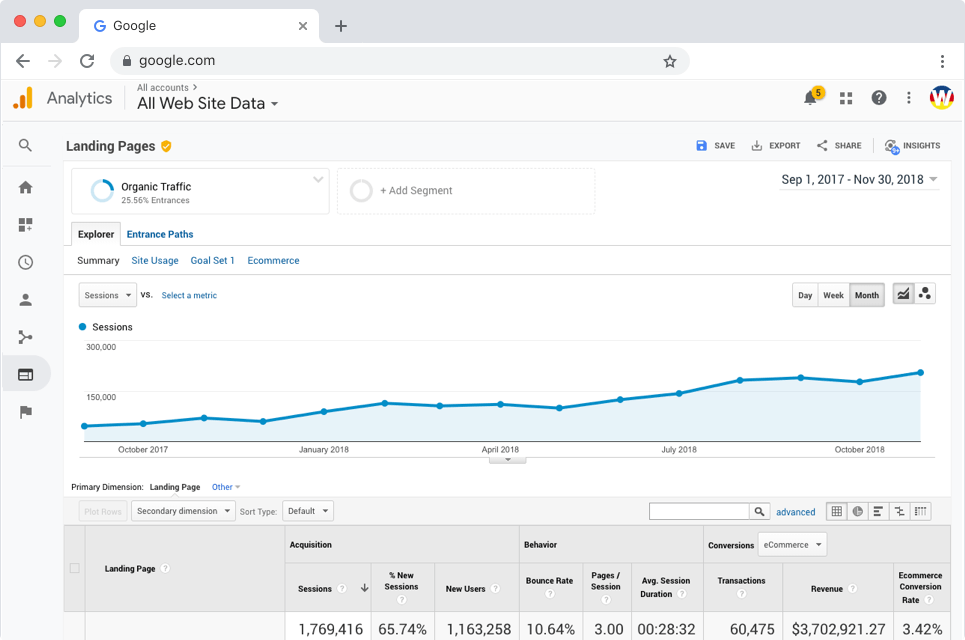 Google
google.com
Analytics
All accounts >
All Web Site Data
5
W
Landing Pages
SAVE
EXPORT
SHARE
INSIGHTS
Organic Traffic
25.56% Entrances
+ Add Segment
Sep 1, 2017 - Nov 30, 2018
Explorer
Entrance Paths
Summary
Site Usage
Goal Set 1
Ecommerce
Sessions
VS.
Select a metric
Day
Week
Month
Sessions
300,000
150,000
October 2017
January 2018
April 2018
July 2018
October 2018
Primary Dimension:
Landing Page
Other
Plot Rows
Secondary dimension
Sort Type:
Default
advanced
Landing Page
Acquisition
Behavior
Conversions
eCommerce
Sessions
% New
Sessions
New Users
Bounce Rate
Pages /
Session
Avg. Session
Duration
Transactions
Revenue
Ecommerce
Conversion
Rate
1,769,416
65.74%
1,163,258
10.64%
3.00
00:28:32
60,475
$3,702,921.27
3.42%